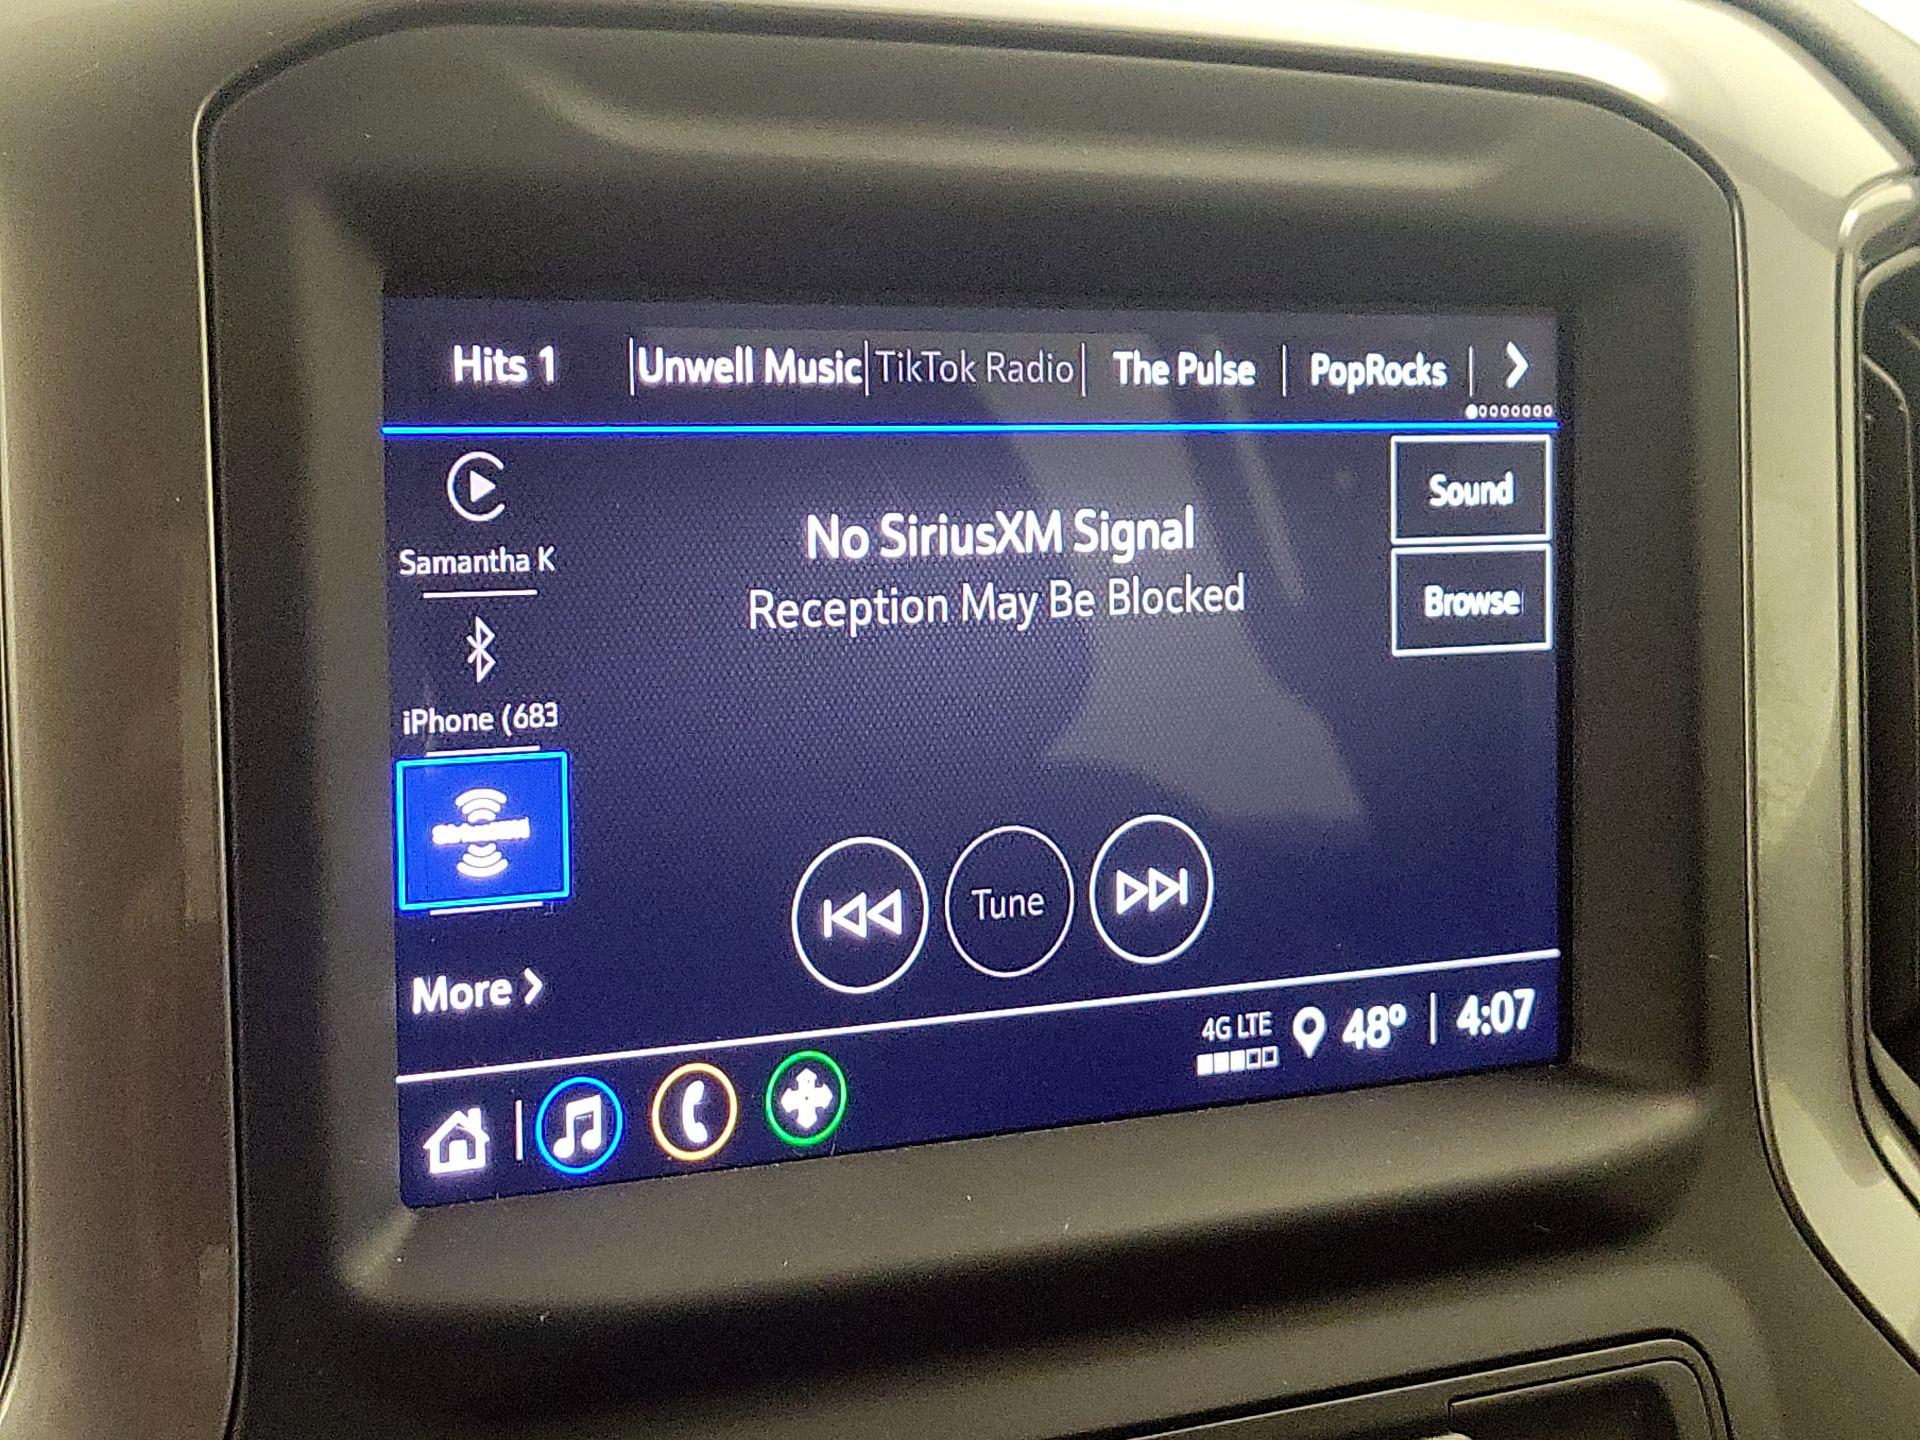 Hits 1 | Unwell Music | TikTok Radio | The Pulse | PopRocks |
Samantha K
No SiriusXM Signal
Reception May Be Blocked
Sound
Browse
iPhone (683
Tune
More
4G LTE 48° | 4:07